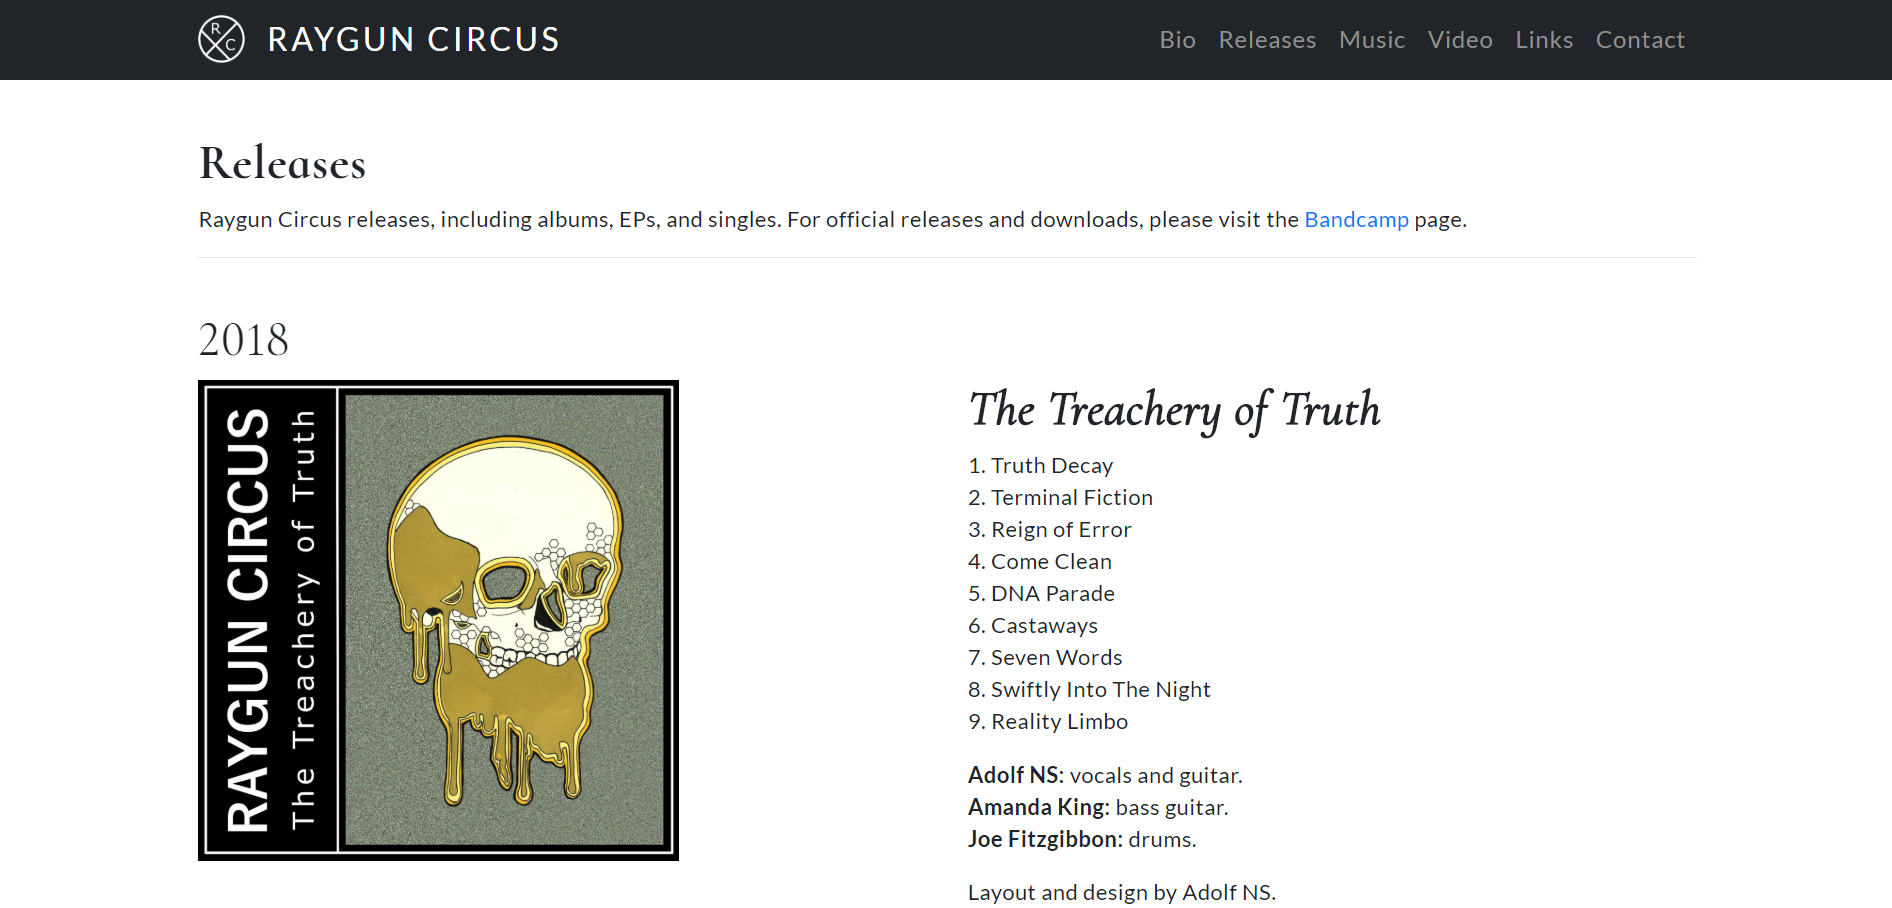 RC RAYGUN CIRCUS
Bio Releases Music Video Links Contact
Releases
Raygun Circus releases, including albums, EPs, and singles. For official releases and downloads, please visit the Bandcamp page.
2018
RAYGUN CIRCUS
The Treachery of Truth
The Treachery of Truth
1. Truth Decay
2. Terminal Fiction
3. Reign of Error
4. Come Clean
5. DNA Parade
6. Castaways
7. Seven Words
8. Swiftly Into The Night
9. Reality Limbo
Adolf NS: vocals and guitar.
Amanda King: bass guitar.
Joe Fitzgibbon: drums.
Layout and design by Adolf NS.